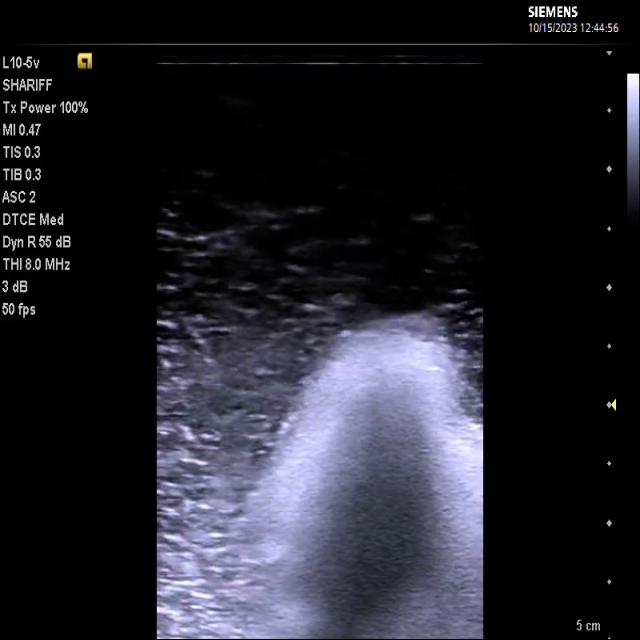 SIEMENS
10/15/2023 12:44:56
L10-5v
SHARIFF
Tx Power 100%
MI 0.47
TIS 0.3
TIB 0.3
ASC 2
DTCE Med
Dyn R 55 dB
THI 8.0 MHz
3 dB
50 fps
5 cm